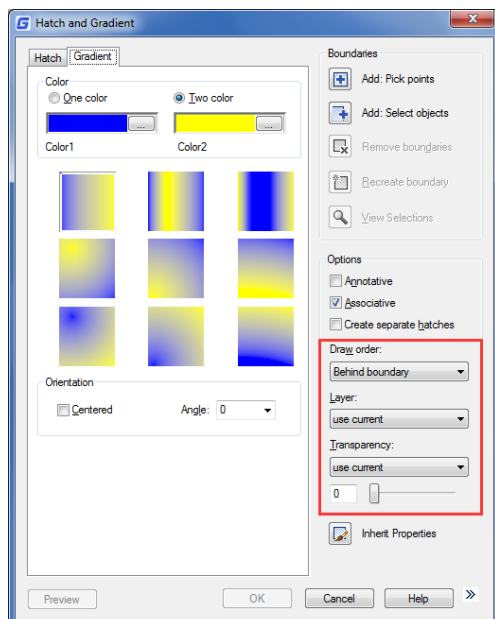 Hatch and Gradient
Hatch
Gradient
Color
One color
Two color
...
...
Color1
Color2
Orientation
Centered
Angle:
0
Boundaries
Add: Pick points
Add: Select objects
Remove boundaries
Recreate boundary
View Selections
Options
Annotative
Associative
Create separate hatches
Draw order:
Behind boundary
Layer:
use current
Transparency:
use current
0
Inherit Properties
Preview
OK
Cancel
Help